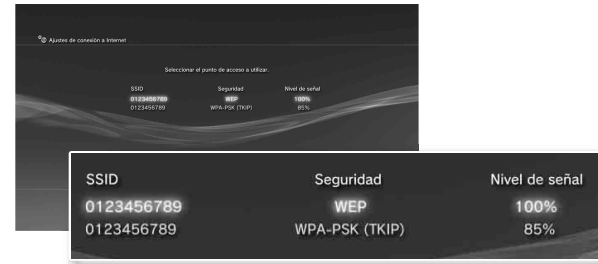 Ajustes de conexión a Internet
Seleccionar el punto de acceso a utilizar.
SSID Seguridad Nivel de señal
0123456789 WEP 100%
0123456789 WPA-PSK (TKIP) 85%
SSID Seguridad Nivel de señal
0123456789 WEP 100%
0123456789 WPA-PSK (TKIP) 85%